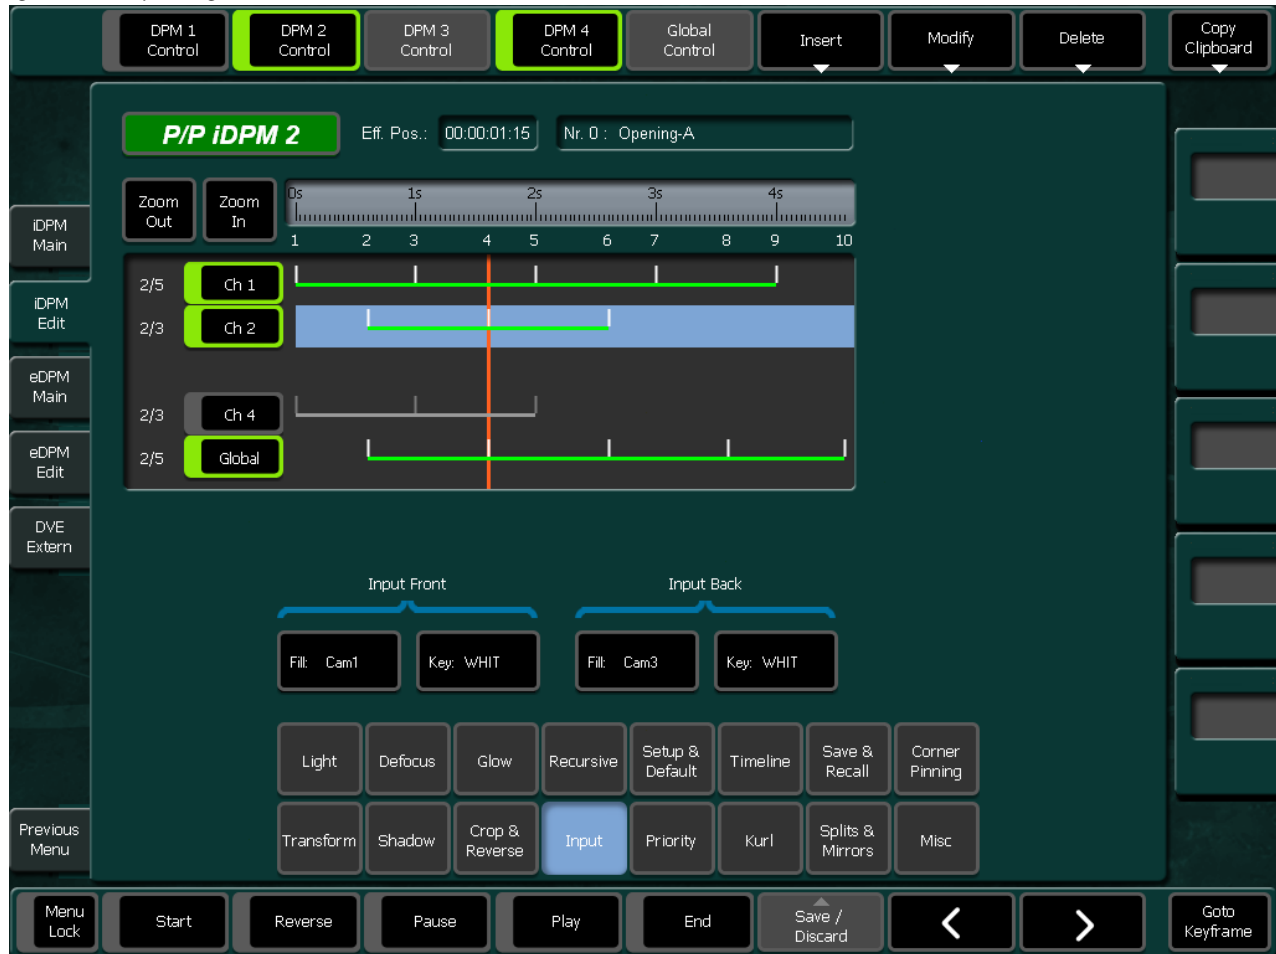 DPM 1
Control
DPM 2
Control
DPM 3
Control
DPM 4
Control
Global
Control
Insert
Modify
Delete
Copy
Clipboard
P/P iDPM 2
Eff. Pos.: 00:00:01:15
Nr. 0 : Opening-A
Zoom
Out
Zoom
In
0s 1s 2s 3s 4s
1 2 3 4 5 6 7 8 9 10
iDPM
Main
iDPM
Edit
eDPM
Main
eDPM
Edit
DVE
Extern
Previous
Menu
2/5 Ch 1
2/3 Ch 2
2/3 Ch 4
2/5 Global
Input Front
Input Back
Fill: Cam1
Key: WHIT
Fill: Cam3
Key: WHIT
Light
Defocus
Glow
Recursive
Setup &
Default
Timeline
Save &
Recall
Corner
Pinning
Transform
Shadow
Crop &
Reverse
Input
Priority
Kurl
Splits &
Mirrors
Misc
Menu
Lock
Start
Reverse
Pause
Play
End
Save /
Discard
Goto
Keyframe